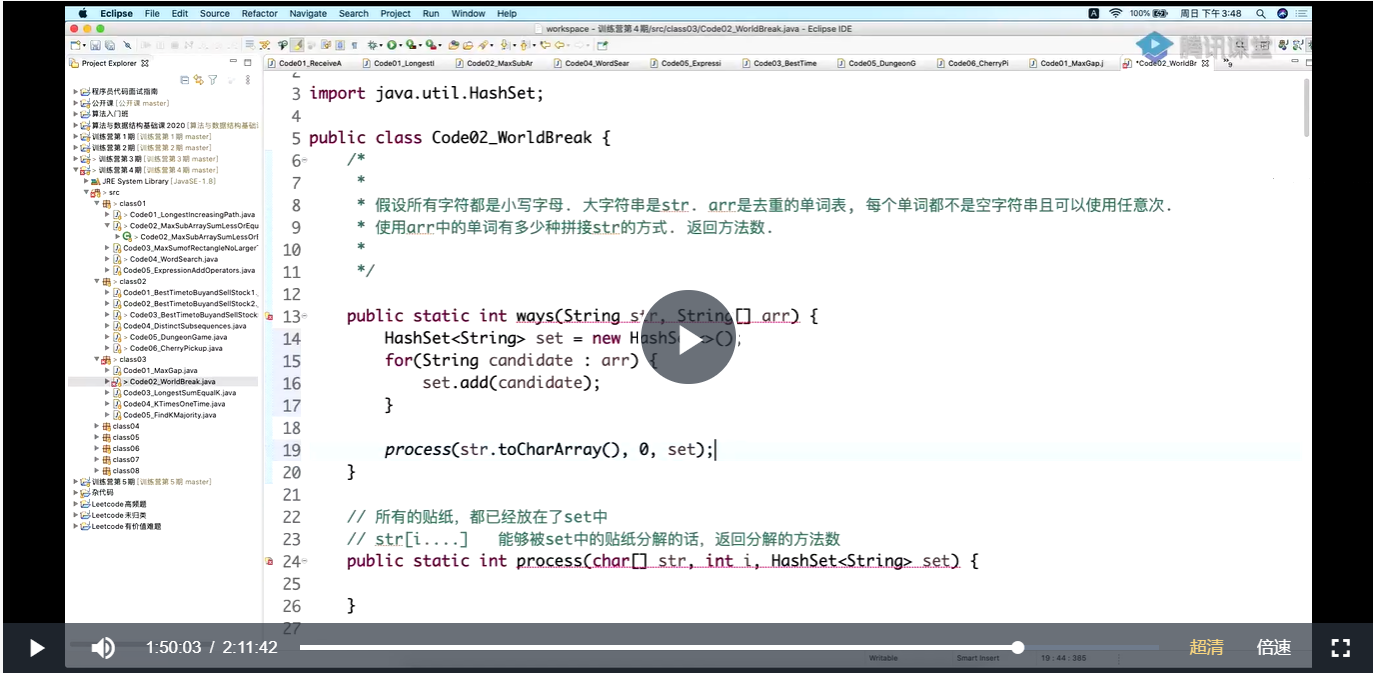 Eclipse File Edit Source Refactor Navigate Search Project Run Window Help
A 100% 周日 下午3:48
workspace - 训练营第4期/src/class03/Code02_WorldBreak.java - Eclipse IDE
腾讯课堂
Project Explorer
Code01_ReceiveA Code01_Longestl Code02_MaxSubAr Code04_WordSear Code05_Expressi Code03_BestTime Code05_DungeonG Code06_CherryPi Code01_MaxGap.j *Code02_WorldBr 9
程序员代码面试指南
公开课 [公开课 master]
算法入门班
算法与数据结构基础课2020 [算法与数据结构基础
训练营第1期 [训练营第1期 master]
训练营第2期 [训练营第2期 master]
> 训练营第3期 [训练营第3期 master]
> 训练营第4期 [训练营第4期 master]
JRE System Library [JavaSE-1.8]
> src
> class01
> Code01_LongestIncreasingPath.java
> Code02_MaxSubArraySumLessOrEqu
> Code02_MaxSubArraySumLessOrE
Code03_MaxSumofRectangleNoLarger
> Code04_WordSearch.java
Code05_ExpressionAddOperators.java
> class02
Code01_BestTimetoBuyandSellStock1.
Code02_BestTimetoBuyandSellStock2.
> Code03_BestTimetoBuyandSellStock
Code04_DistinctSubsequences.java
> Code05_DungeonGame.java
> Code06_CherryPickup.java
> class03
Code01_MaxGap.java
> Code02_WorldBreak.java
Code03_LongestSumEqualK.java
Code04_KTimesOneTime.java
Code05_FindKMajority.java
> class04
> class05
> class06
> class07
> class08
训练营第5期 [训练营第5期 master]
杂代码
Leetcode高频题
Leetcode未归类
Leetcode有价值难题
2
3 import java.util.HashSet;
4
5 public class Code02_WorldBreak {
6 /*
7 *
8 * 假设所有字符都是小写字母. 大字符串是str. arr是去重的单词表, 每个单词都不是空字符串且可以使用任意次.
9 * 使用arr中的单词有多少种拼接str的方式. 返回方法数.
10 *
11 */
12
13 public static int ways(String str, String[] arr) {
14 HashSet<String> set = new HashSet<>();
15 for(String candidate : arr) {
16 set.add(candidate);
17 }
18
19 process(str.toCharArray(), 0, set);
20 }
21
22 // 所有的贴纸，都已经放在了set中
23 // str[i....] 能够被set中的贴纸分解的话，返回分解的方法数
24 public static int process(char[] str, int i, HashSet<String> set) {
25
26 }
27
Writable Smart Insert 19 : 44 : 385
1:50:03 / 2:11:42 超清 倍速